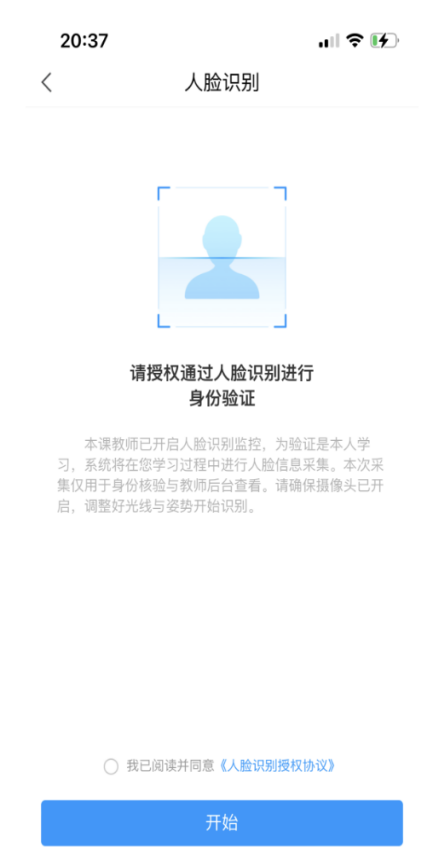 20:37
人脸识别
请授权通过人脸识别进行
身份验证
本课教师已开启人脸识别监控，为验证是本人学
习，系统将在您学习过程中进行人脸信息采集。本次采
集仅用于身份核验与教师后台查看。请确保摄像头已开
启，调整好光线与姿势开始识别。
我已阅读并同意《人脸识别授权协议》
开始